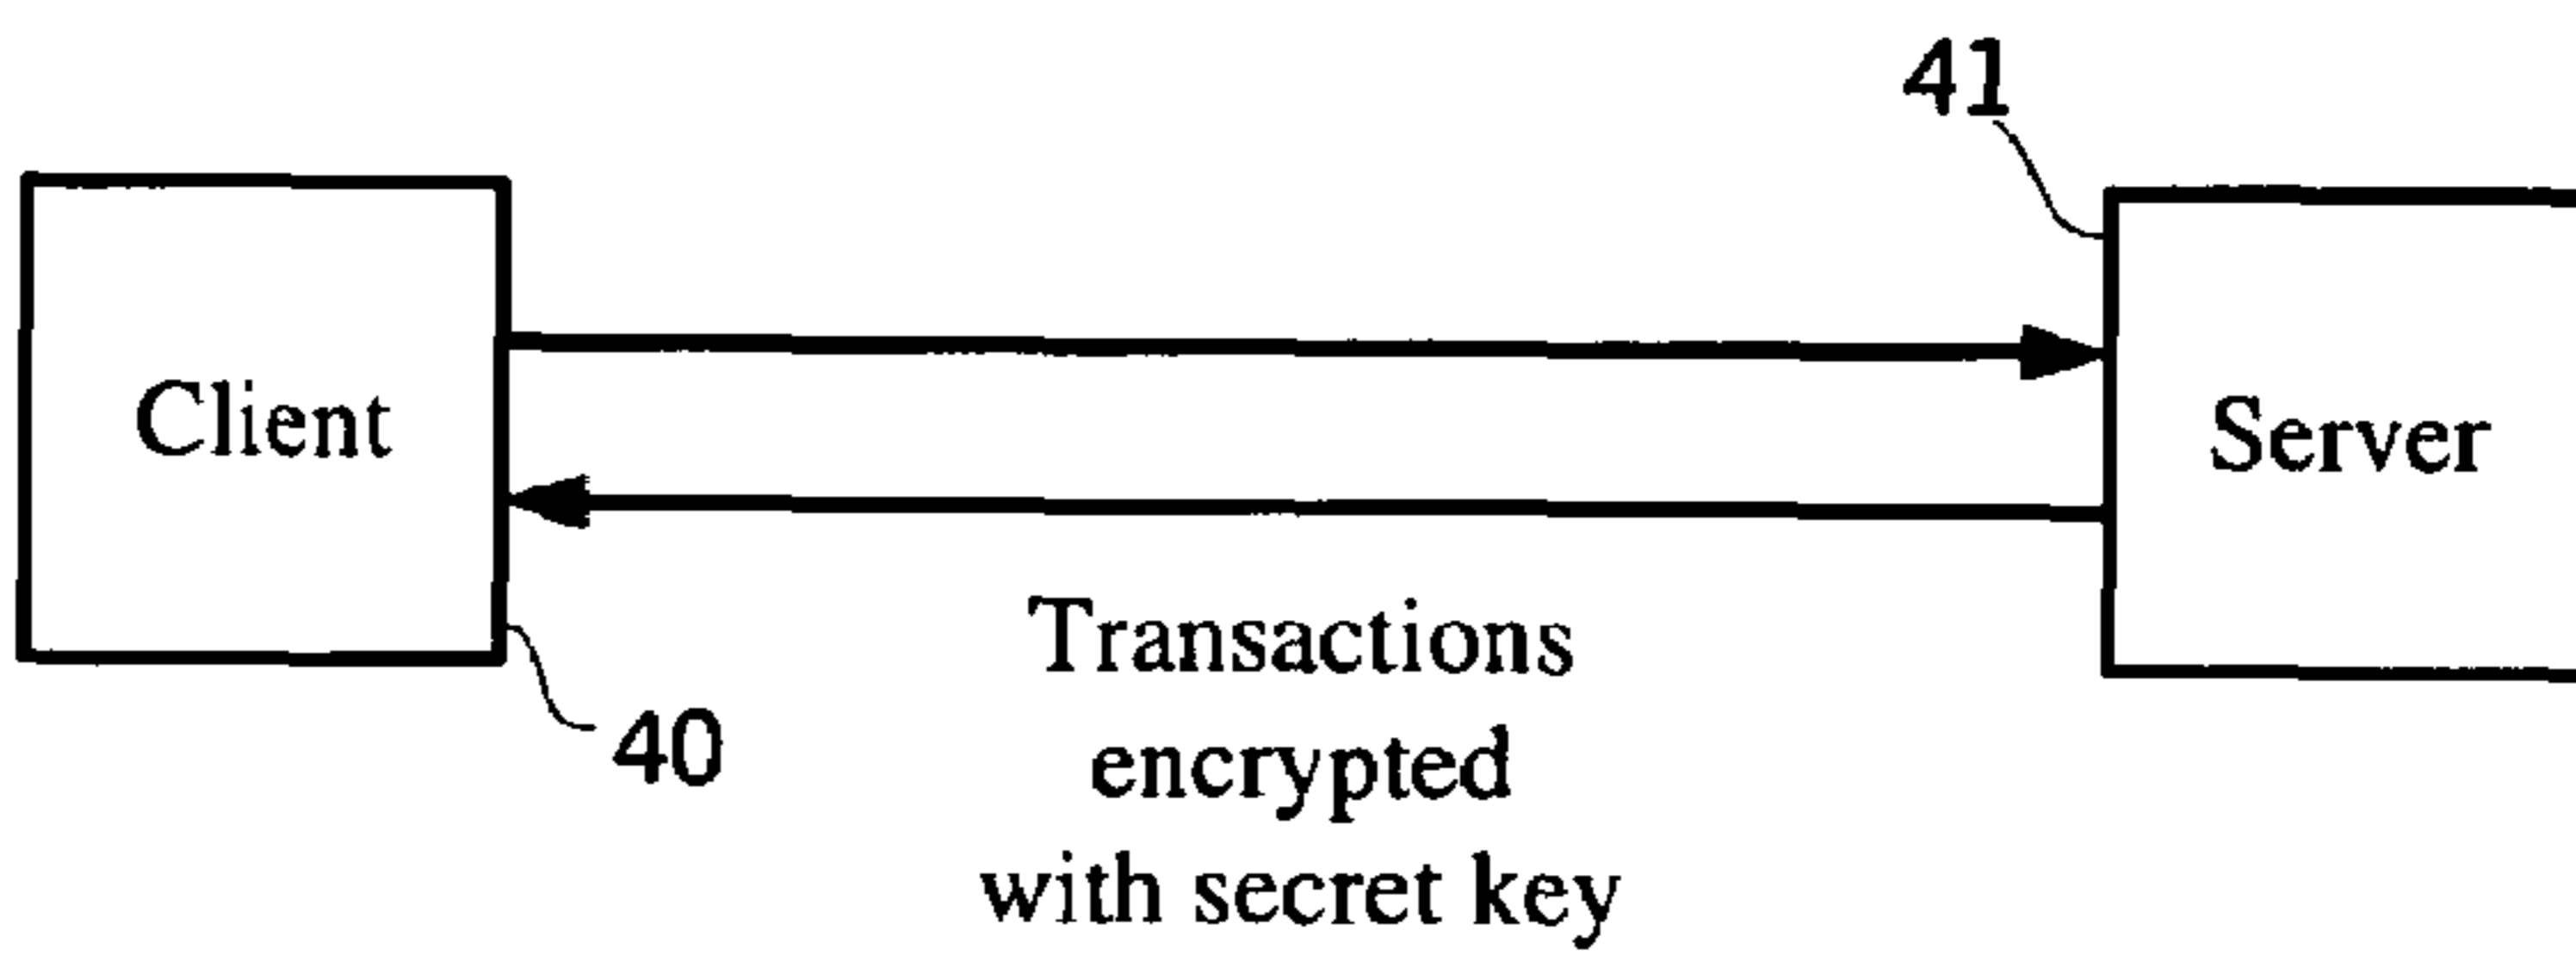 41
Client
Server
Transactions
encrypted
with secret key
40